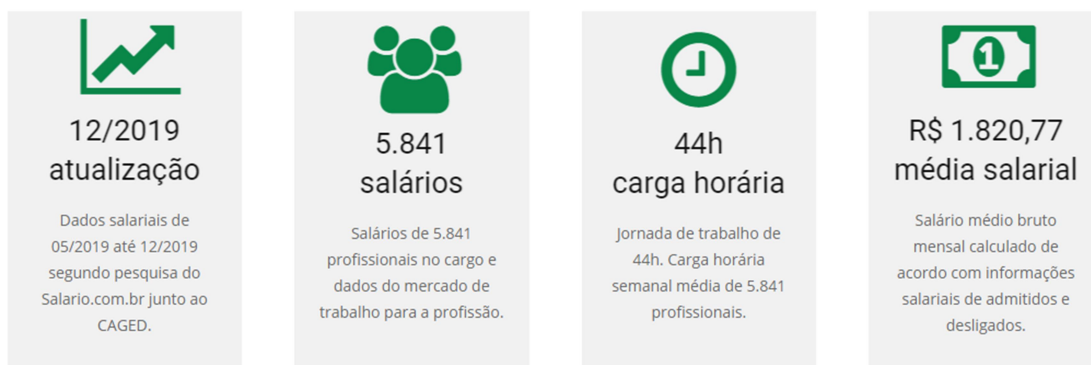 12/2019
atualização
Dados salariais de
05/2019 até 12/2019
segundo pesquisa do
Salario.com.br junto ao
CAGED.
5.841
salários
Salários de 5.841
profissionais no cargo e
dados do mercado de
trabalho para a profissão.
44h
carga horária
Jornada de trabalho de
44h. Carga horária
semanal média de 5.841
profissionais.
1
R$ 1.820,77
média salarial
Salário médio bruto
mensal calculado de
acordo com informações
salariais de admitidos e
desligados.